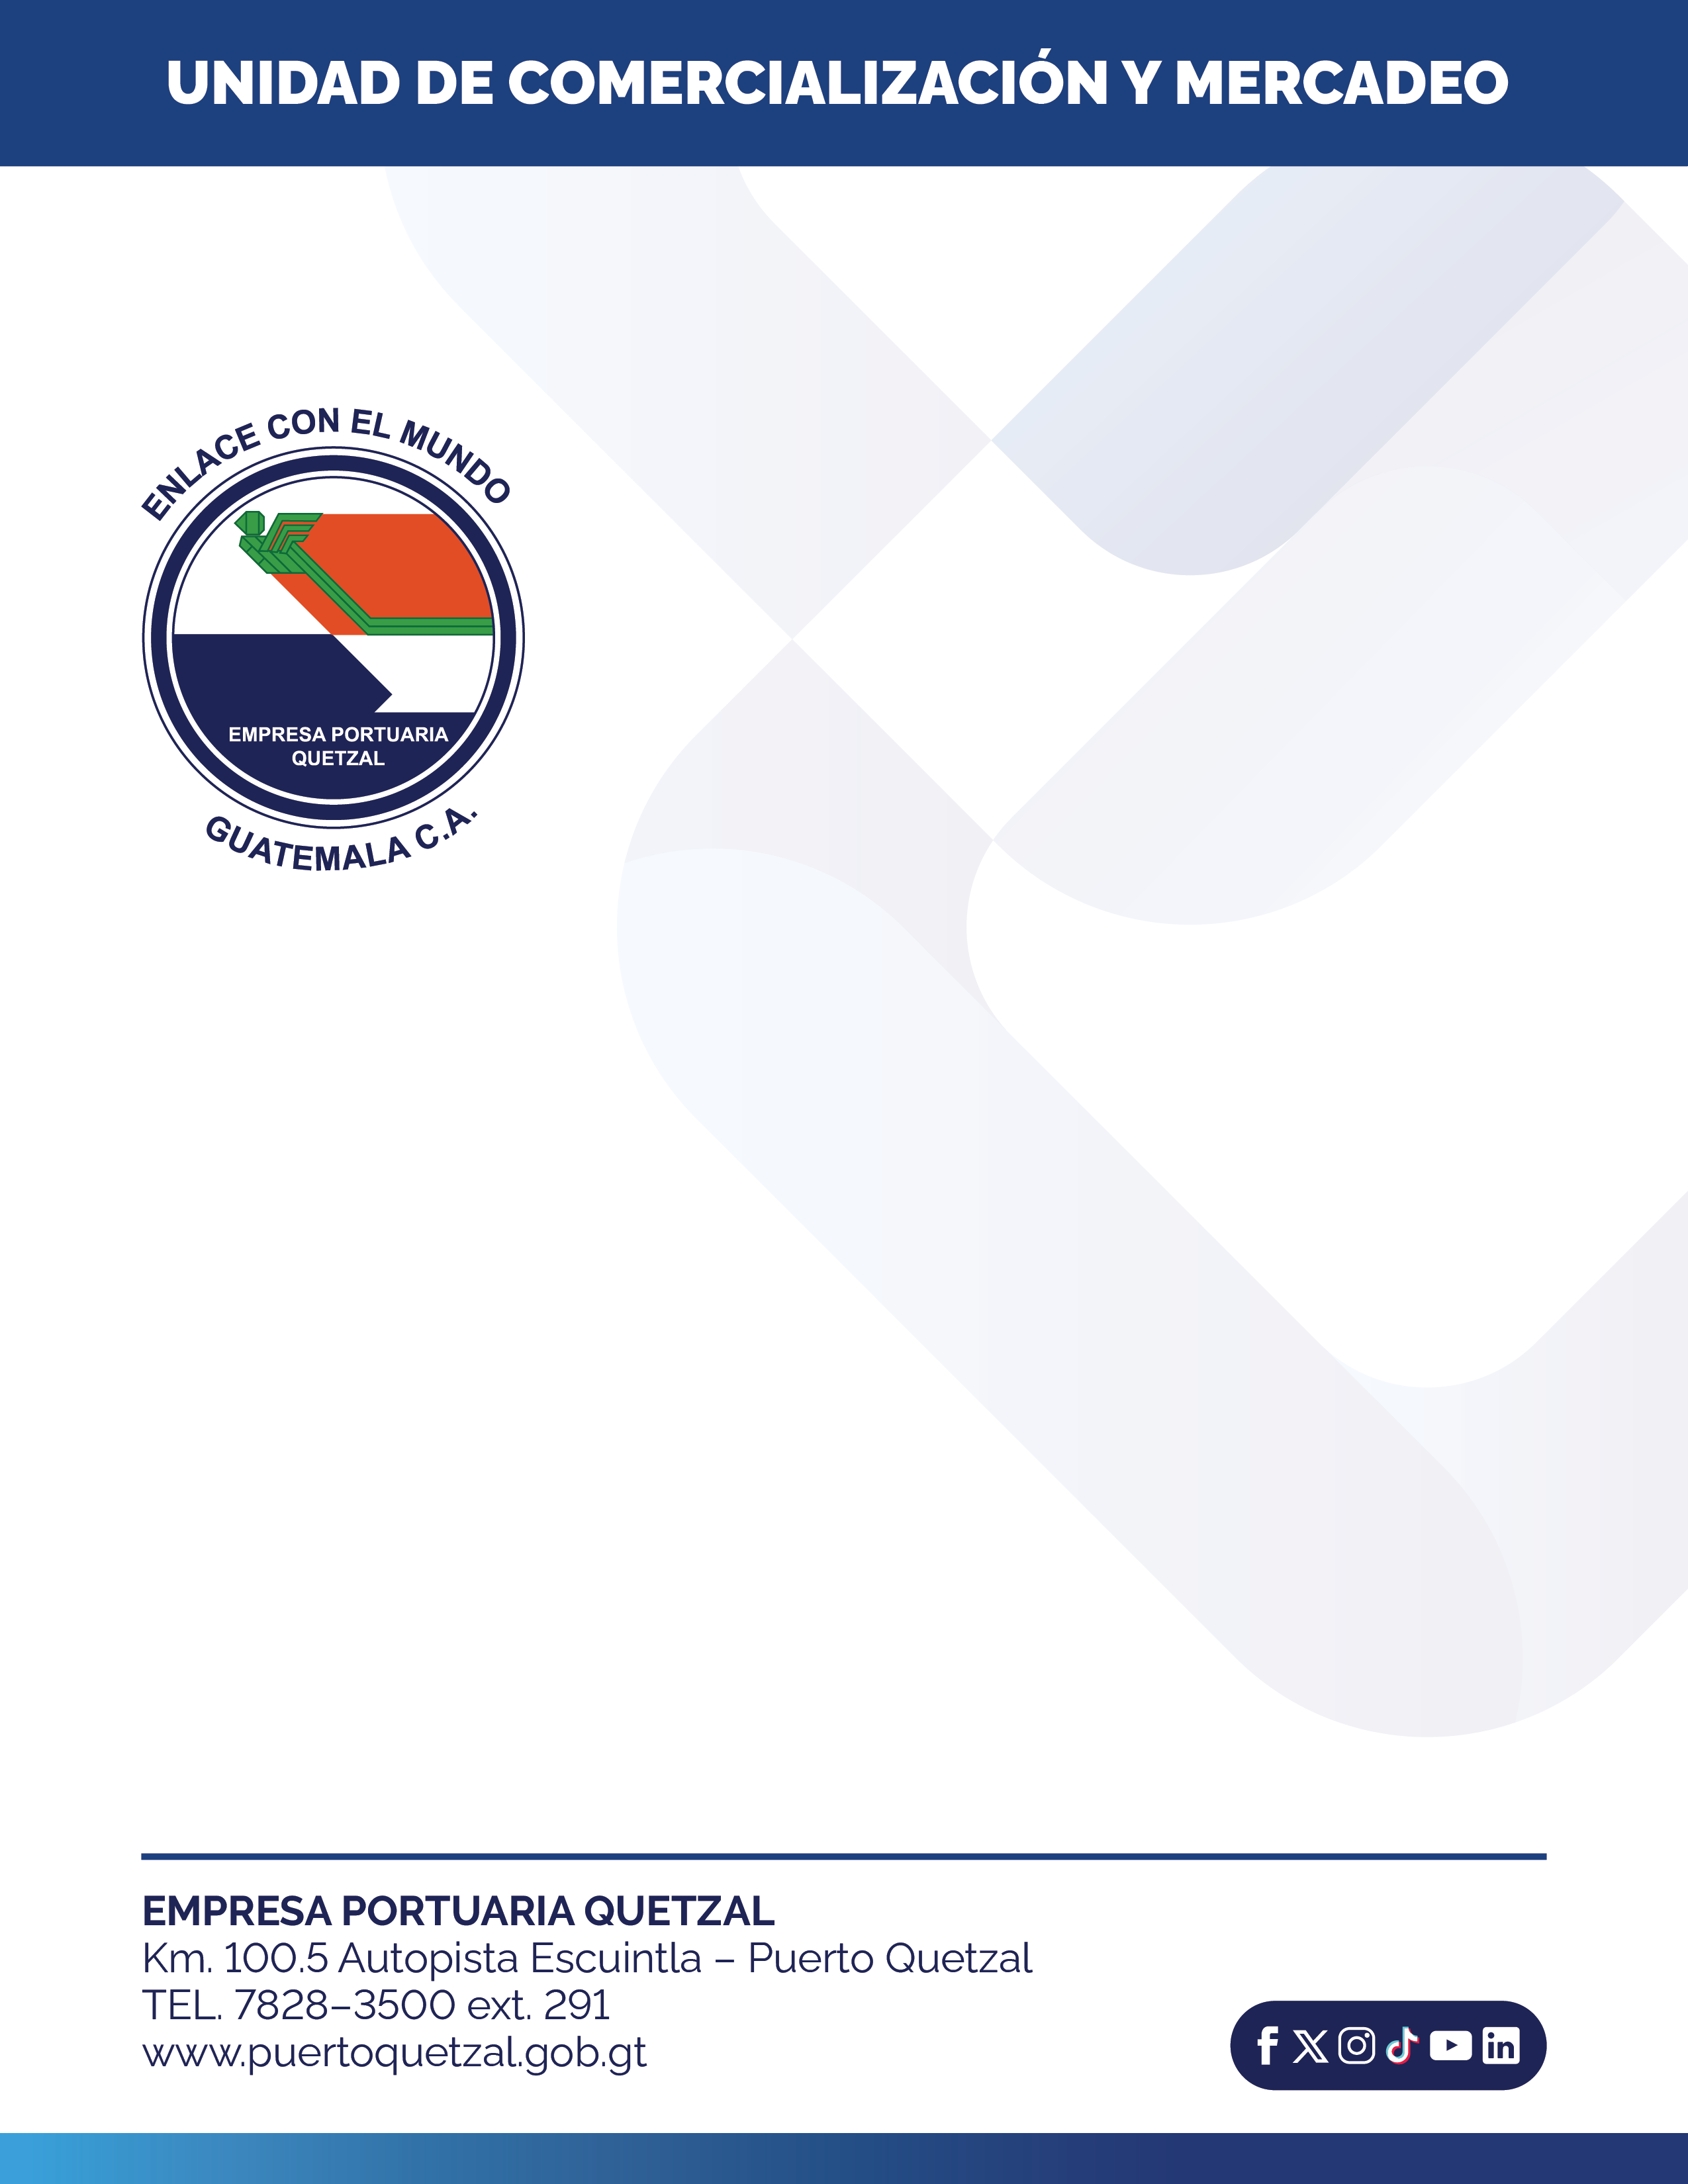 UNIDAD DE COMERCIALIZACIÓN Y MERCADEO
ENLACE CON EL MUNDO
EMPRESA PORTUARIA
QUETZAL
GUATEMALA C.A.
EMPRESA PORTUARIA QUETZAL
Km. 100.5 Autopista Escuintla – Puerto Quetzal
TEL. 7828–3500 ext. 291
www.puertoquetzal.gob.gt